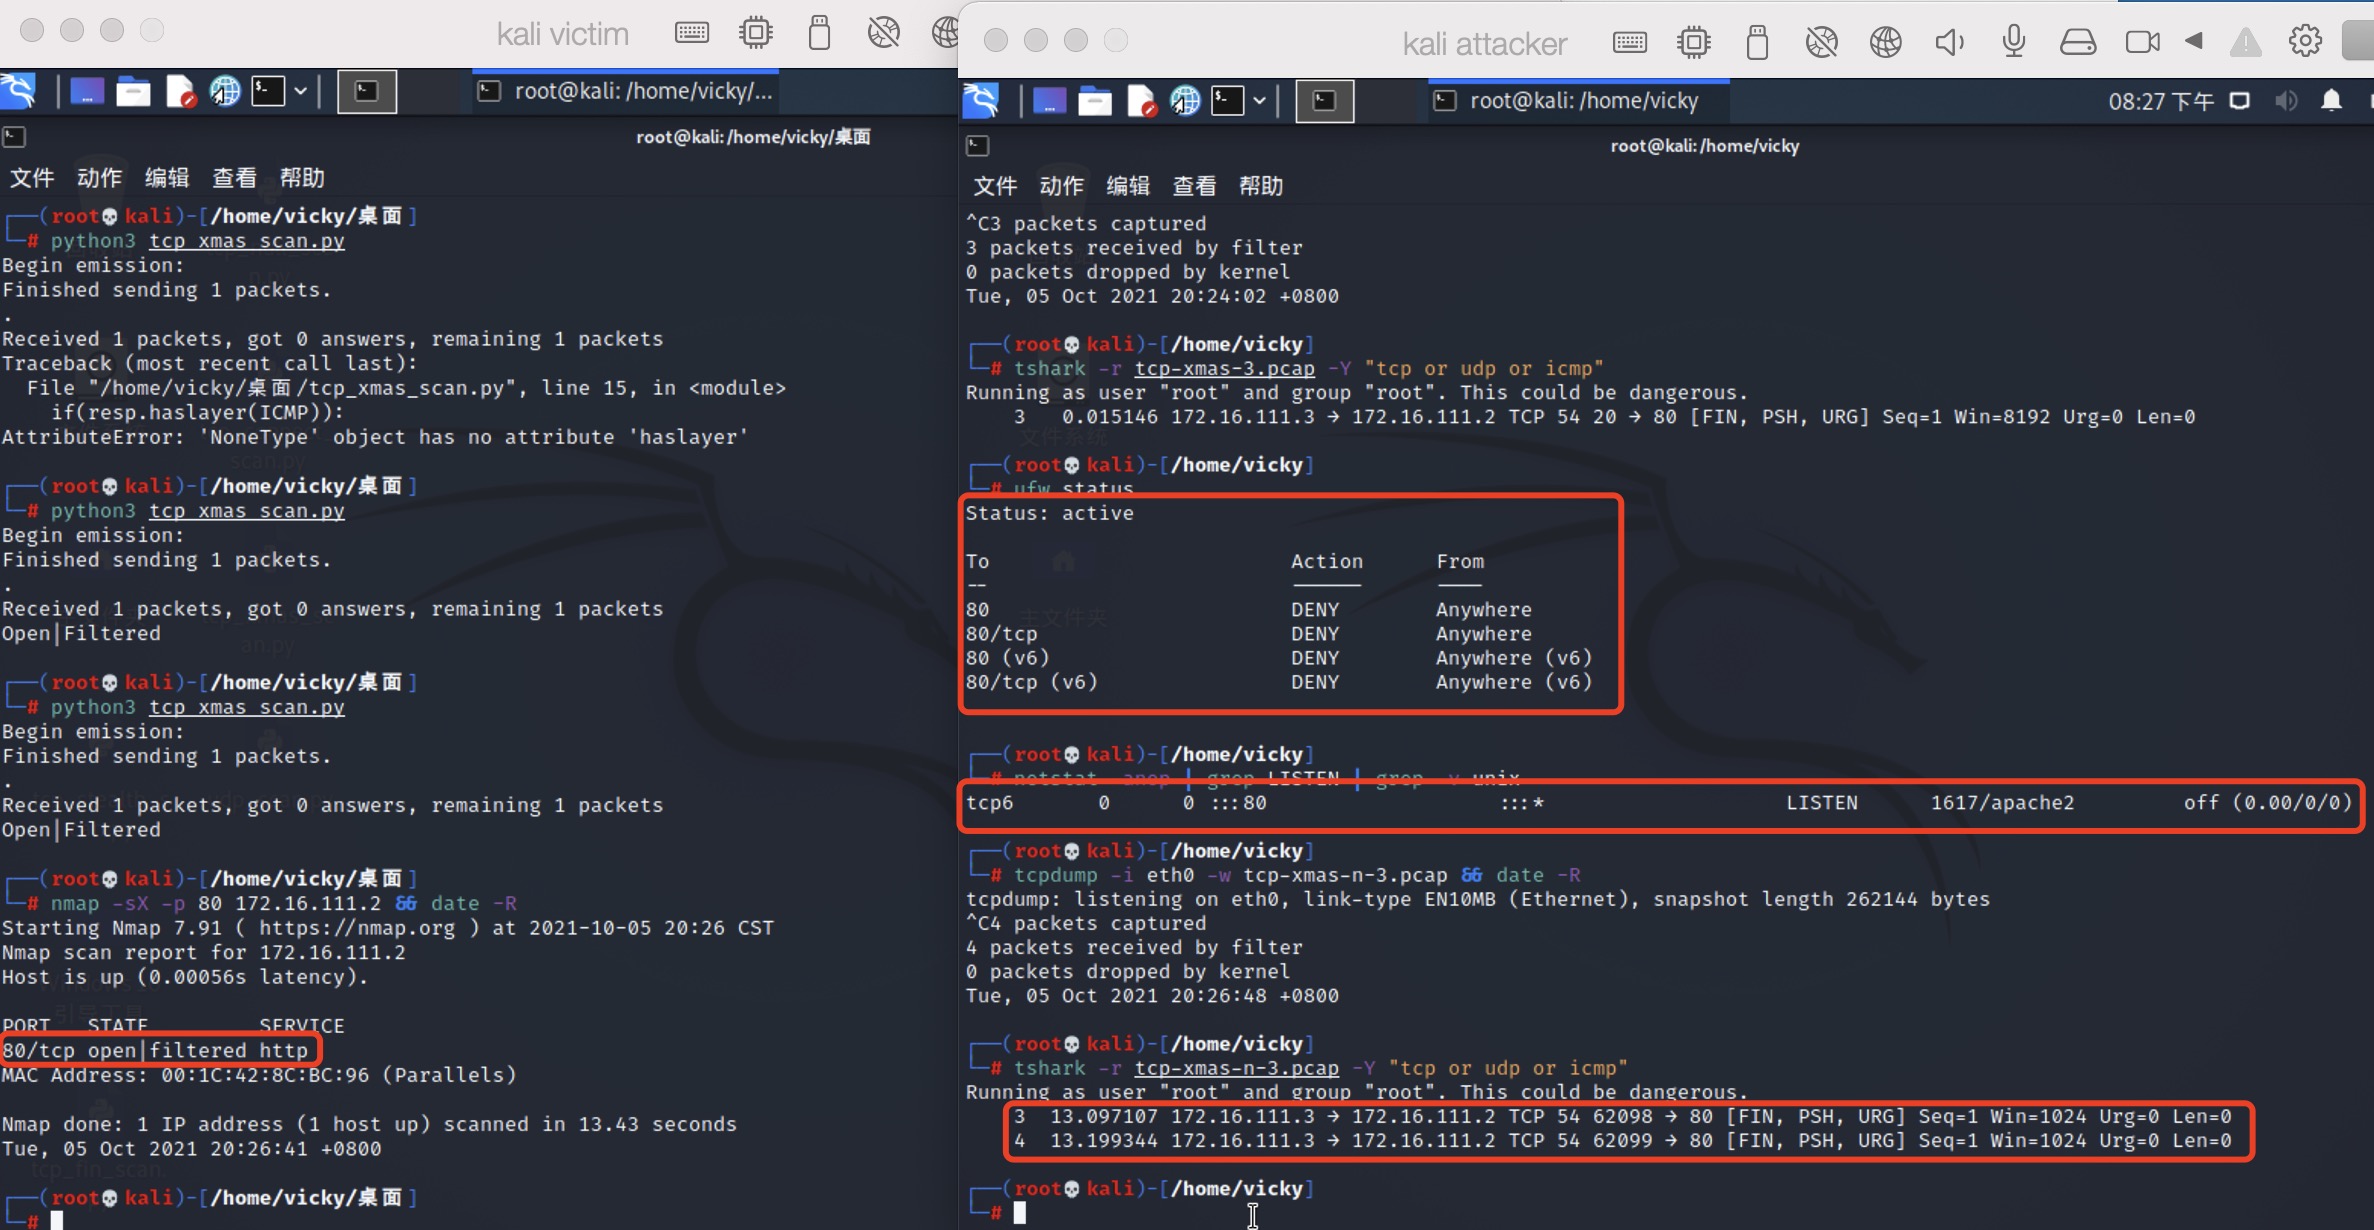 kali victim
root@kali: /home/vicky/...
root@kali: /home/vicky/桌面
文件 动作 编辑 查看 帮助
(root💀kali)-[/home/vicky/桌面]
# python3 tcp_xmas_scan.py
Begin emission:
Finished sending 1 packets.
.
Received 1 packets, got 0 answers, remaining 1 packets
Traceback (most recent call last):
File "/home/vicky/桌面/tcp_xmas_scan.py", line 15, in <module>
if(resp.haslayer(ICMP)):
AttributeError: 'NoneType' object has no attribute 'haslayer'
(root💀kali)-[/home/vicky/桌面]
# python3 tcp_xmas_scan.py
Begin emission:
Finished sending 1 packets.
.
Received 1 packets, got 0 answers, remaining 1 packets
Open|Filtered
(root💀kali)-[/home/vicky/桌面]
# python3 tcp_xmas_scan.py
Begin emission:
Finished sending 1 packets.
.
Received 1 packets, got 0 answers, remaining 1 packets
Open|Filtered
(root💀kali)-[/home/vicky/桌面]
# nmap -sX -p 80 172.16.111.2 && date -R
Starting Nmap 7.91 ( https://nmap.org ) at 2021-10-05 20:26 CST
Nmap scan report for 172.16.111.2
Host is up (0.00056s latency).
PORT STATE SERVICE
80/tcp open|filtered http
MAC Address: 00:1C:42:8C:BC:96 (Parallels)
Nmap done: 1 IP address (1 host up) scanned in 13.43 seconds
Tue, 05 Oct 2021 20:26:41 +0800
(root💀kali)-[/home/vicky/桌面]
#
kali attacker
root@kali: /home/vicky
08:27 下午
root@kali: /home/vicky
文件 动作 编辑 查看 帮助
^C3 packets captured
3 packets received by filter
0 packets dropped by kernel
Tue, 05 Oct 2021 20:24:02 +0800
(root💀kali)-[/home/vicky]
# tshark -r tcp-xmas-3.pcap -Y "tcp or udp or icmp"
Running as user "root" and group "root". This could be dangerous.
3 0.015146 172.16.111.3 → 172.16.111.2 TCP 54 20 → 80 [FIN, PSH, URG] Seq=1 Win=8192 Urg=0 Len=0
(root💀kali)-[/home/vicky]
# ufw status
Status: active
To Action From
-- ------ ----
80 DENY Anywhere
80/tcp DENY Anywhere
80 (v6) DENY Anywhere (v6)
80/tcp (v6) DENY Anywhere (v6)
(root💀kali)-[/home/vicky]
# netstat -anop | grep LISTEN | grep -v unix
tcp6 0 0 :::80 :::* LISTEN 1617/apache2 off (0.00/0/0)
(root💀kali)-[/home/vicky]
# tcpdump -i eth0 -w tcp-xmas-n-3.pcap && date -R
tcpdump: listening on eth0, link-type EN10MB (Ethernet), snapshot length 262144 bytes
^C4 packets captured
4 packets received by filter
0 packets dropped by kernel
Tue, 05 Oct 2021 20:26:48 +0800
(root💀kali)-[/home/vicky]
# tshark -r tcp-xmas-n-3.pcap -Y "tcp or udp or icmp"
Running as user "root" and group "root". This could be dangerous.
3 13.097107 172.16.111.3 → 172.16.111.2 TCP 54 62098 → 80 [FIN, PSH, URG] Seq=1 Win=1024 Urg=0 Len=0
4 13.199344 172.16.111.3 → 172.16.111.2 TCP 54 62099 → 80 [FIN, PSH, URG] Seq=1 Win=1024 Urg=0 Len=0
(root💀kali)-[/home/vicky]
#